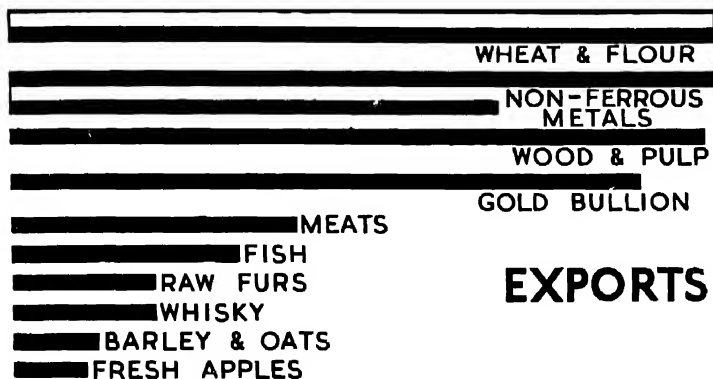 WHEAT & FLOUR
NON-FERROUS
METALS
WOOD & PULP
GOLD BULLION
MEATS
FISH
RAW FURS
EXPORTS
WHISKY
BARLEY & OATS
FRESH APPLES